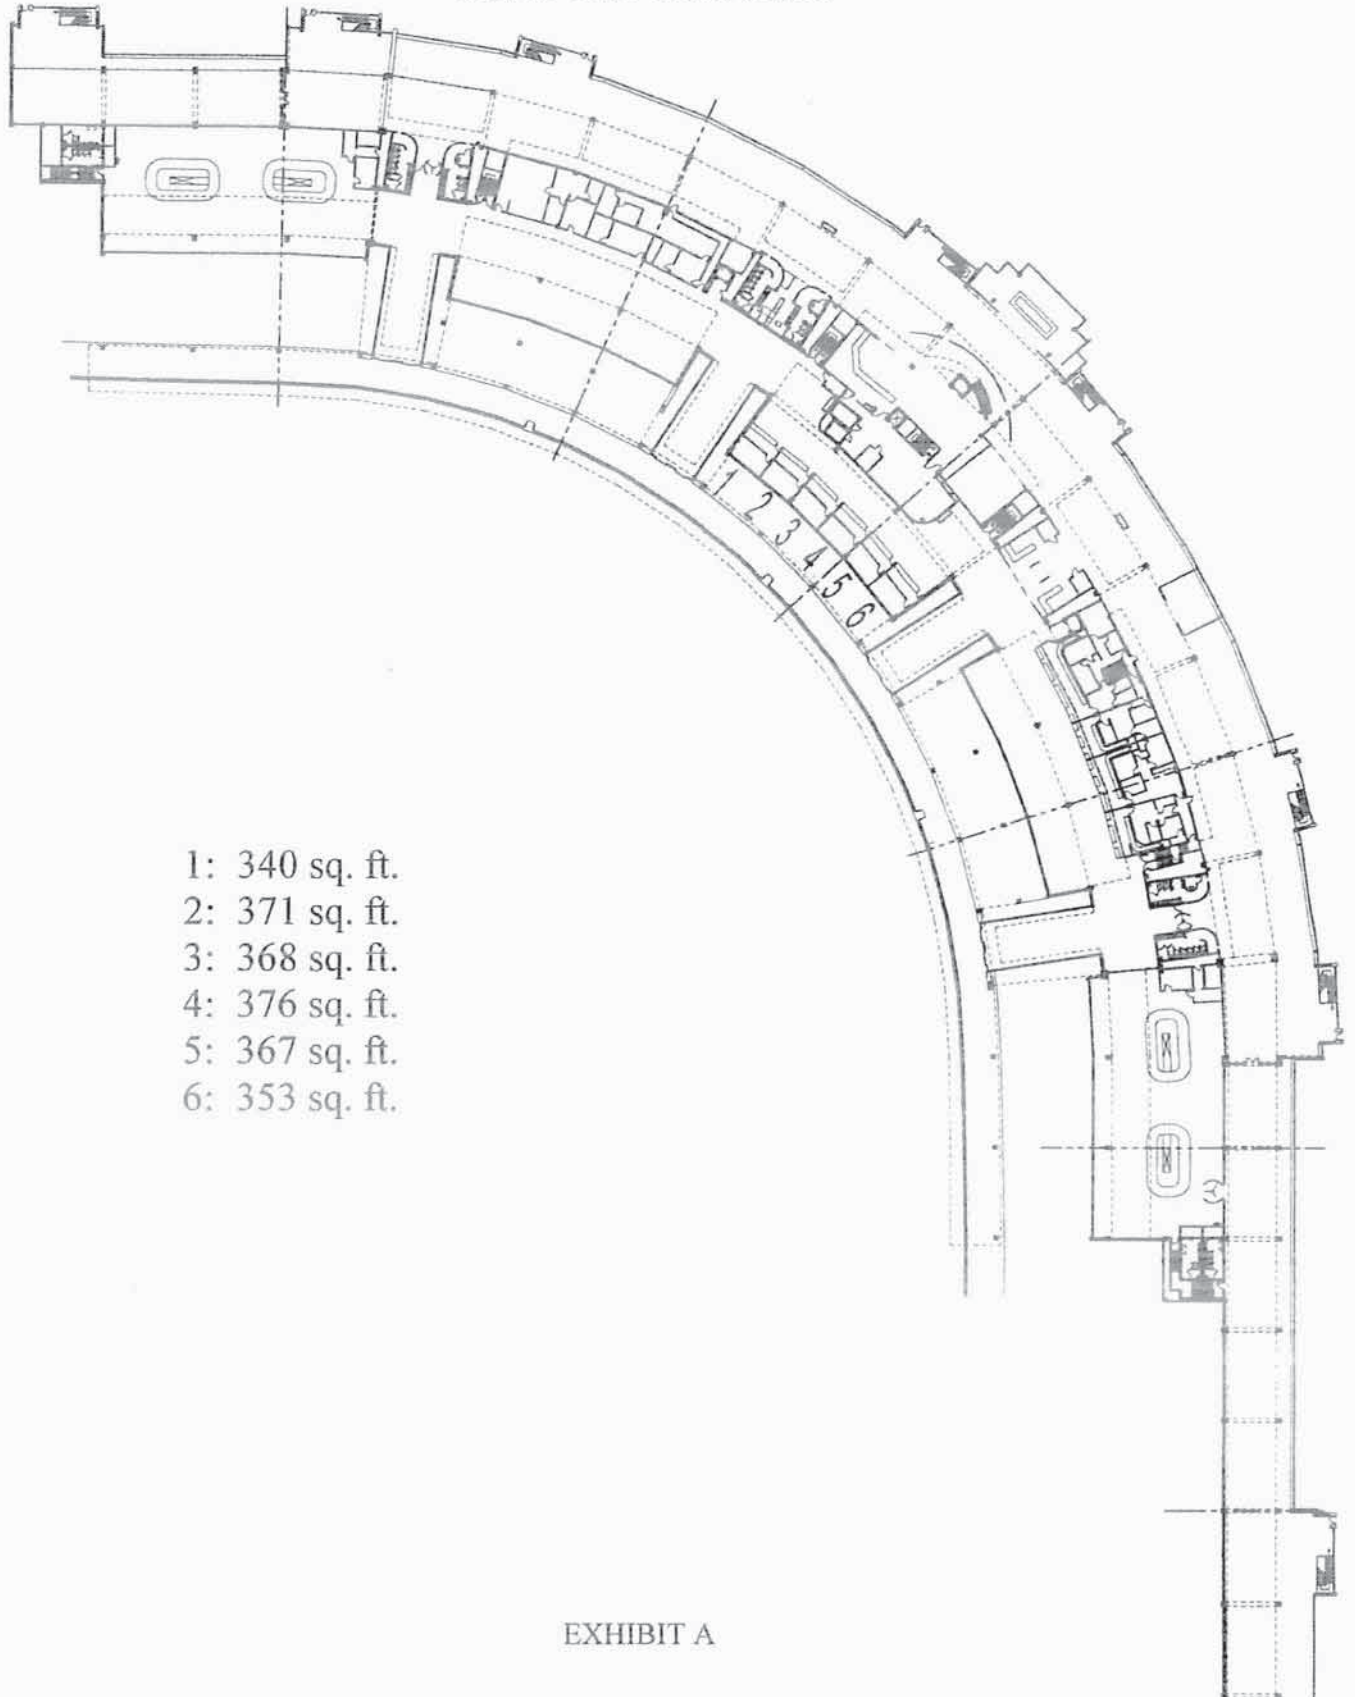 1
2
3
4
5
6
1: 340 sq. ft.
2: 371 sq. ft.
3: 368 sq. ft.
4: 376 sq. ft.
5: 367 sq. ft.
6: 353 sq. ft.
EXHIBIT A